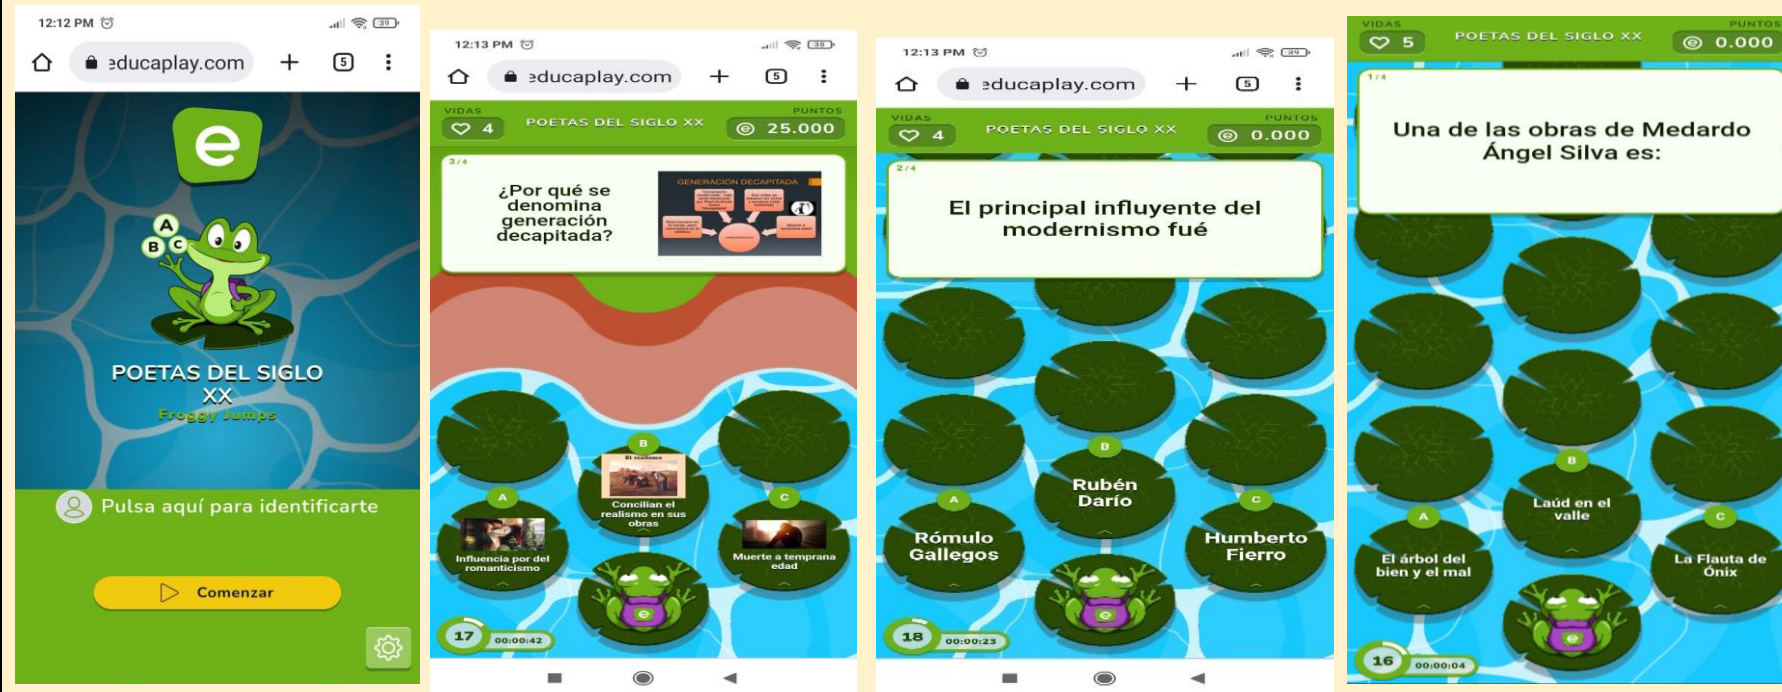 12:12 PM
39
educaplay.com
5
e
A
B
C
POETAS DEL SIGLO
XX
Froggy Jumps
Pulsa aquí para identificarte
Comenzar
12:13 PM
38
educaplay.com
5
VIDAS
4
POETAS DEL SIGLO XX
PUNTOS
25.000
3/4
¿Por qué se
denomina
generación
decapitada?
GENERACIÓN DECAPITADA
B
El realismo
Concilian el
realismo en sus
obras
A
Influencia por del
romanticismo
C
Muerte a temprana
edad
e
17
00:00:42
12:13 PM
39
educaplay.com
5
VIDAS
4
POETAS DEL SIGLO XX
PUNTOS
0.000
2/4
El principal influyente del
modernismo fué
B
Rubén
Darío
A
Rómulo
Gallegos
C
Humberto
Fierro
e
18
00:00:23
VIDAS
5
POETAS DEL SIGLO XX
PUNTOS
0.000
1/4
Una de las obras de Medardo
Ángel Silva es:
B
Laúd en el
valle
A
El árbol del
bien y el mal
C
La Flauta de
Ónix
e
16
00:00:04